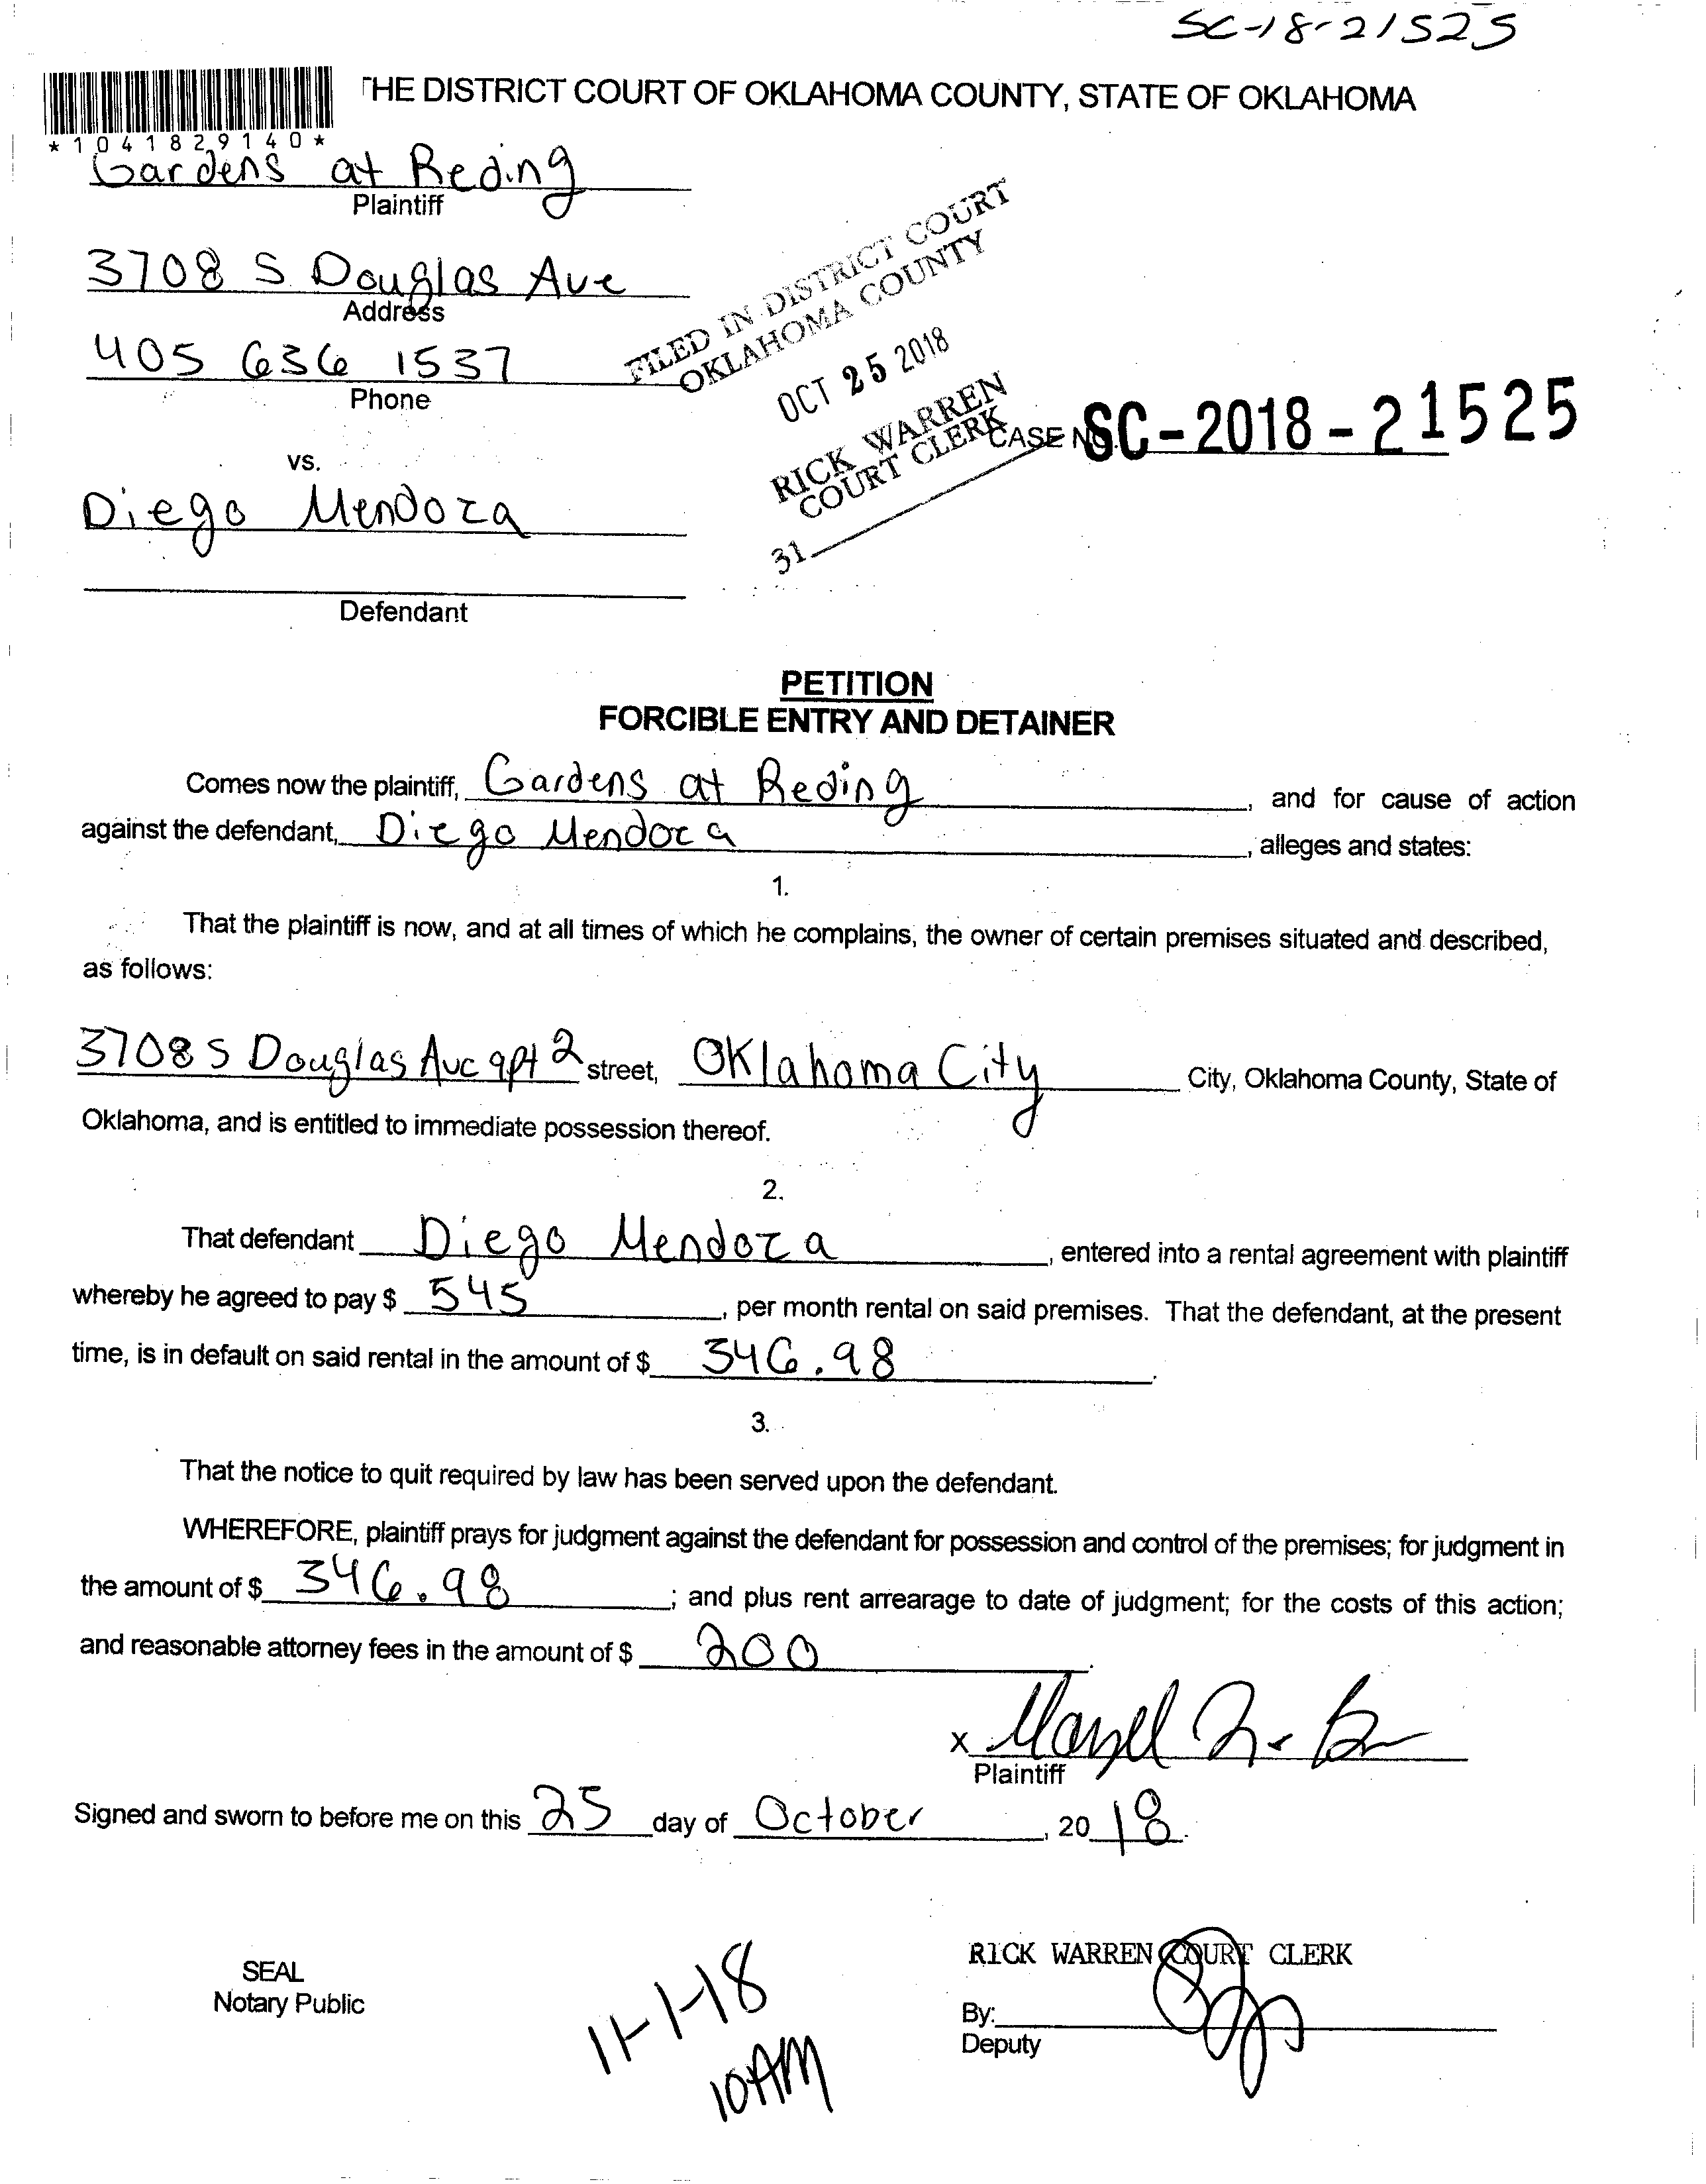 SC-18-21525
THE DISTRICT COURT OF OKLAHOMA COUNTY, STATE OF OKLAHOMA
*1041829140*
Gardens at Reding
Plaintiff
3708 S Douglas Ave
Address
405 636 1537
Phone
FILED IN DISTRICT COURT
OKLAHOMA COUNTY
OCT 25 2018
RICK WARREN
COURT CLERK
31
CASE NO. SC-2018-21525
vs.
Diego Mendoza
Defendant
PETITION
FORCIBLE ENTRY AND DETAINER
Comes now the plaintiff, Gardens at Reding, and for cause of action
against the defendant, Diego Mendoza, alleges and states:
1.
That the plaintiff is now, and at all times of which he complains, the owner of certain premises situated and described,
as follows:
3708 S Douglas Ave apt 2 street, Oklahoma City City, Oklahoma County, State of
Oklahoma, and is entitled to immediate possession thereof.
2.
That defendant Diego Mendoza, entered into a rental agreement with plaintiff
whereby he agreed to pay $ 545, per month rental on said premises. That the defendant, at the present
time, is in default on said rental in the amount of $ 346.98.
3.
That the notice to quit required by law has been served upon the defendant.
WHEREFORE, plaintiff prays for judgment against the defendant for possession and control of the premises; for judgment in
the amount of $ 346.98; and plus rent arrearage to date of judgment; for the costs of this action;
and reasonable attorney fees in the amount of $ 200.
x
Plaintiff
Signed and sworn to before me on this 25 day of October, 2018.
SEAL
Notary Public
11-1-18
10AM
RICK WARREN COURT CLERK
By:
Deputy